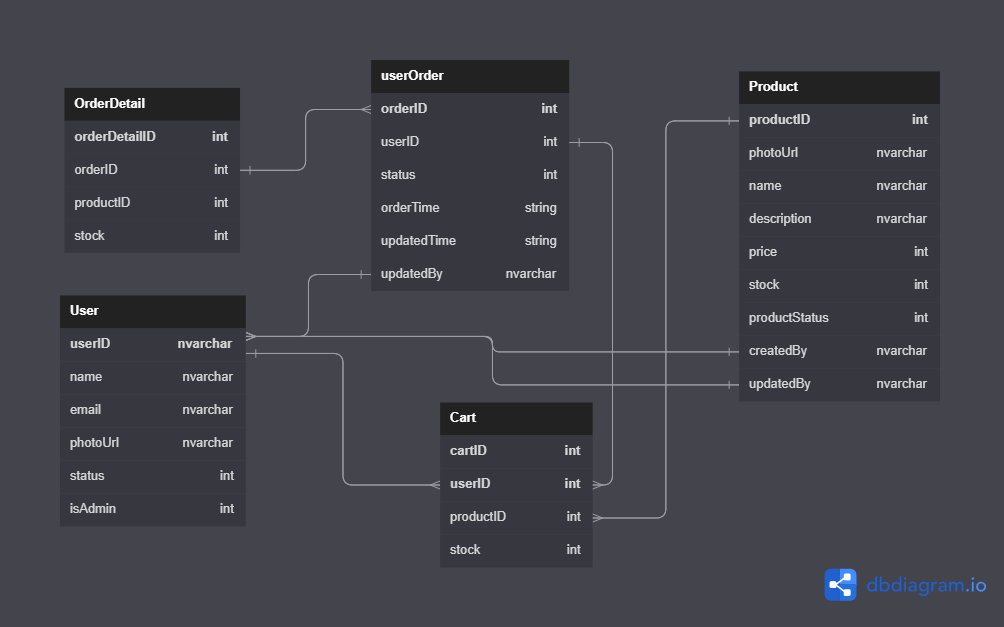 OrderDetail
orderDetailID int
orderID int
productID int
stock int
userOrder
orderID int
userID int
status int
orderTime string
updatedTime string
updatedBy nvarchar
Product
productID int
photoUrl nvarchar
name nvarchar
description nvarchar
price int
stock int
productStatus int
createdBy nvarchar
updatedBy nvarchar
User
userID nvarchar
name nvarchar
email nvarchar
photoUrl nvarchar
status int
isAdmin int
Cart
cartID int
userID int
productID int
stock int
dbdiagram.io